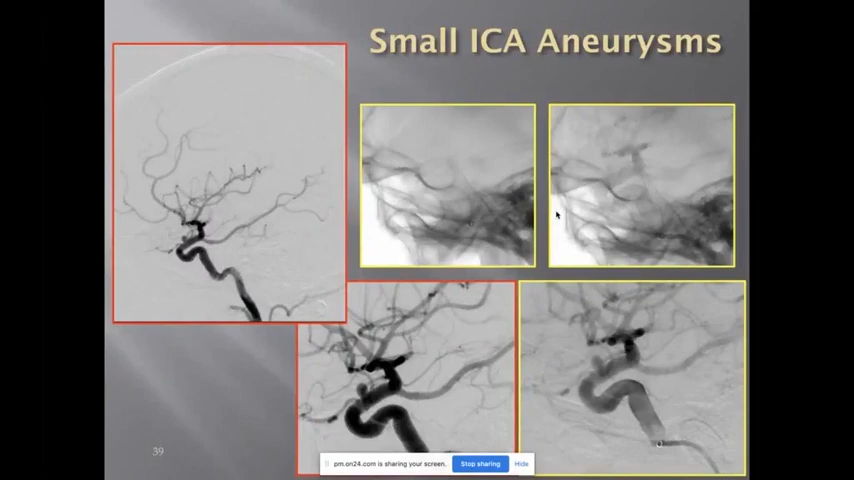 Small ICA Aneurysms
39
pm.on24.com is sharing your screen. Stop sharing Hide